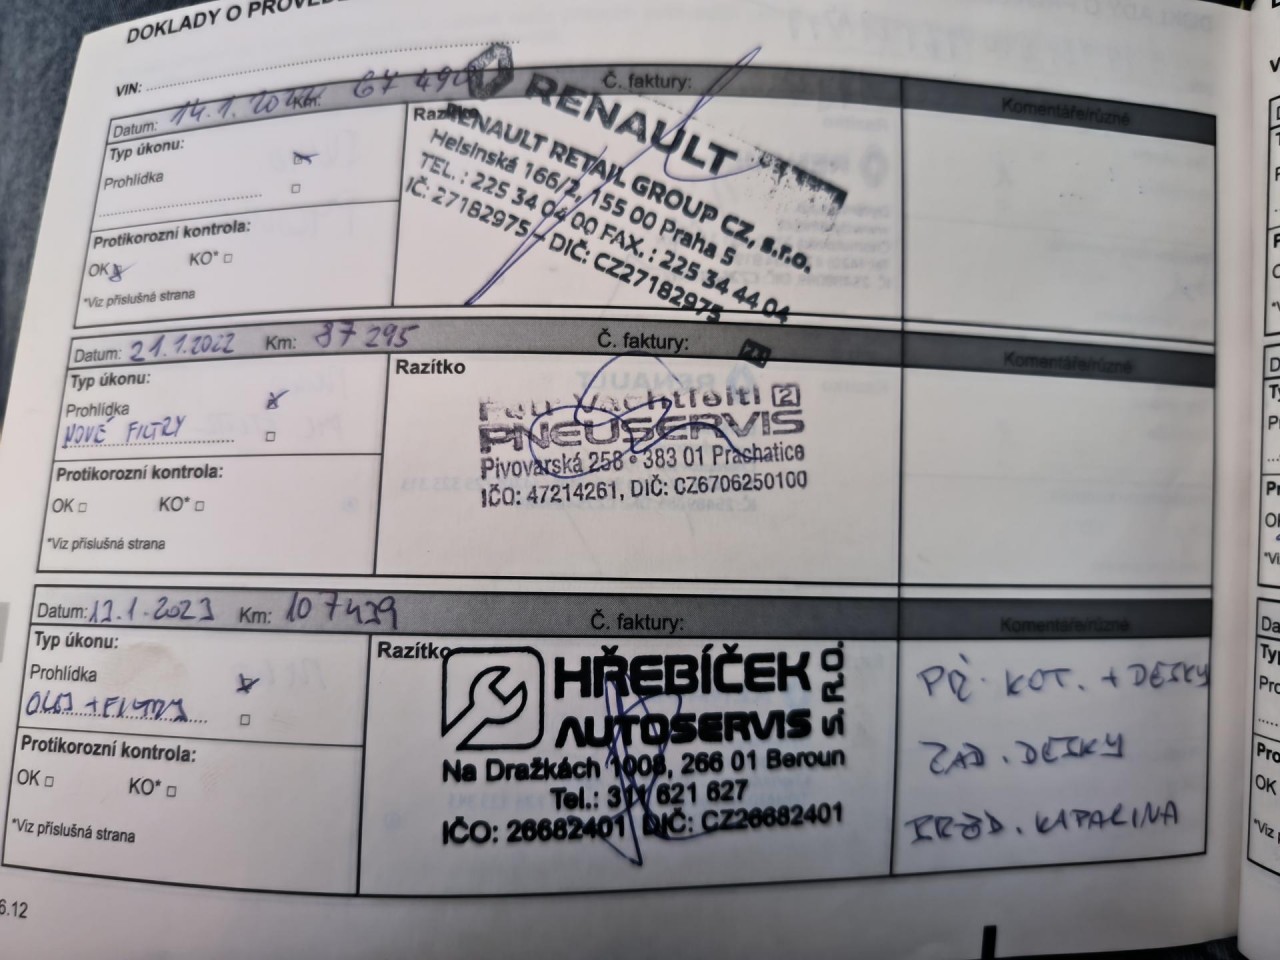 DOKLADY O
VIN:
Datum: 14.1. Km: 67 490 Č. faktury: Komentáře/různé
Typ úkonu:
Prohlídka
Protikorozní kontrola:
OK KO*
*Viz příslušná strana
RENAULT
RENAULT RETAIL GROUP CZ, s.r.o.
Helsinská 166/2, 155 00 Praha 5
TEL. : 225 34 04 00 FAX. : 225 34 44 04
IČ: 27182975 – DIČ: CZ27182975
Datum: 21.1.2022 Km: 87 295 Č. faktury: Komentáře/různé
Typ úkonu:
Prohlídka
NOVÉ FILTRY
Protikorozní kontrola:
OK KO*
*Viz příslušná strana
Razítko
2
PNEUSERVIS
Pivovarská 258 • 383 01 Prachatice
IČO: 47214261, DIČ: CZ6706250100
Datum: 12.1.2023 Km: 107439 Č. faktury: Komentáře/různé
Typ úkonu:
Prohlídka
OLEJ + FILTRY
Protikorozní kontrola:
OK KO*
*Viz příslušná strana
Razítko
HŘEBÍČEK
AUTOSERVIS S.R.O.
Na Dražkách 1008, 266 01 Beroun
Tel.: 311 621 627
IČO: 26682401 DIČ: CZ26682401
PŘ. KOT. + DESKY
ZAD. DESKY
BRZD. KAPALINA
6.12